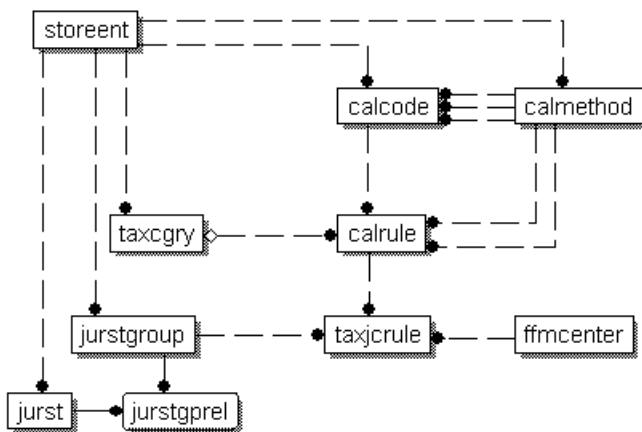 storeent
calcode
calmethod
taxcgry
calrule
jurstgroup
taxjcrule
ffmcenter
jurst
jurstgprel